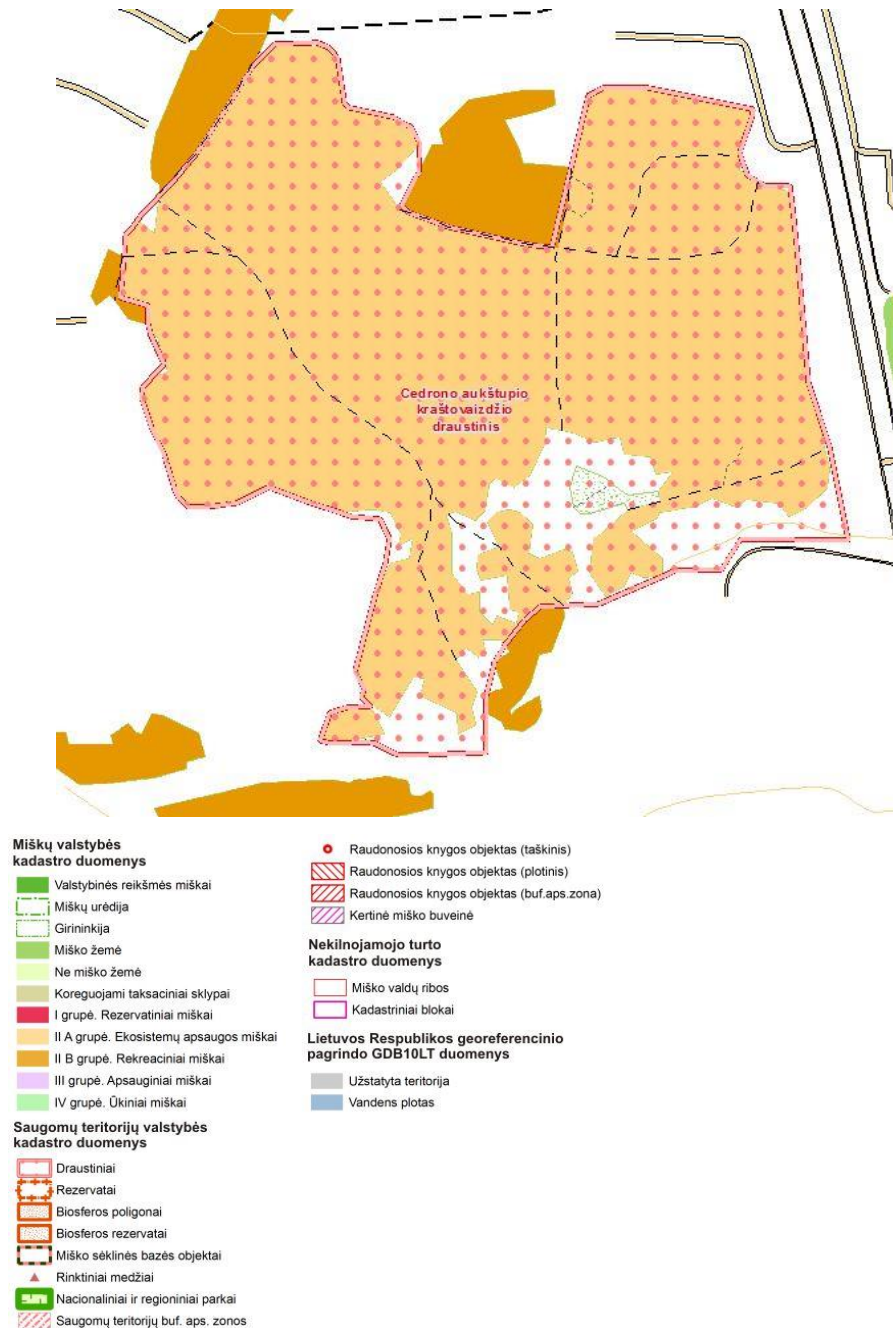 Cedrono aukštupio
kraštovaizdžio
draustinis
Miškų valstybės
kadastro duomenys
Valstybinės reikšmės miškai
Miškų urėdija
Girininkija
Miško žemė
Ne miško žemė
Koreguojami taksaciniai sklypai
I grupė. Rezervatiniai miškai
II A grupė. Ekosistemų apsaugos miškai
II B grupė. Rekreaciniai miškai
III grupė. Apsauginiai miškai
IV grupė. Ūkiniai miškai
Saugomų teritorijų valstybės
kadastro duomenys
Draustiniai
Rezervatai
Biosferos poligonai
Biosferos rezervatai
Miško sėklinės bazės objektai
Rinktiniai medžiai
Nacionaliniai ir regioniniai parkai
Saugomų teritorijų buf. aps. zonos
Raudonosios knygos objektas (taškinis)
Raudonosios knygos objektas (plotinis)
Raudonosios knygos objektas (buf.aps.zona)
Kertinė miško buveinė
Nekilnojamojo turto
kadastro duomenys
Miško valdų ribos
Kadastriniai blokai
Lietuvos Respublikos georeferencinio
pagrindo GDB10LT duomenys
Užstatyta teritorija
Vandens plotas